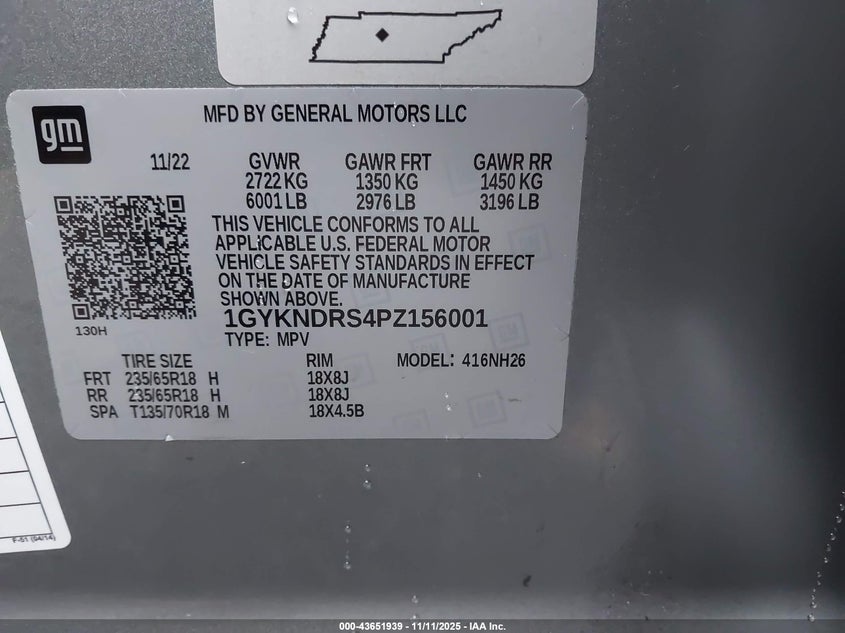 gm
MFD BY GENERAL MOTORS LLC
11/22 GVWR GAWR FRT GAWR RR
2722 KG 1350 KG 1450 KG
6001 LB 2976 LB 3196 LB
THIS VEHICLE CONFORMS TO ALL
APPLICABLE U.S. FEDERAL MOTOR
VEHICLE SAFETY STANDARDS IN EFFECT
ON THE DATE OF MANUFACTURE
SHOWN ABOVE.
1GYKNDRS4PZ156001
130H
TYPE: MPV
TIRE SIZE RIM MODEL: 416NH26
FRT 235/65R18 H 18X8J
RR 235/65R18 H 18X8J
SPA T135/70R18 M 18X4.5B
F-51 (04/14)
000-43651939 - 11/11/2025 - IAA Inc.